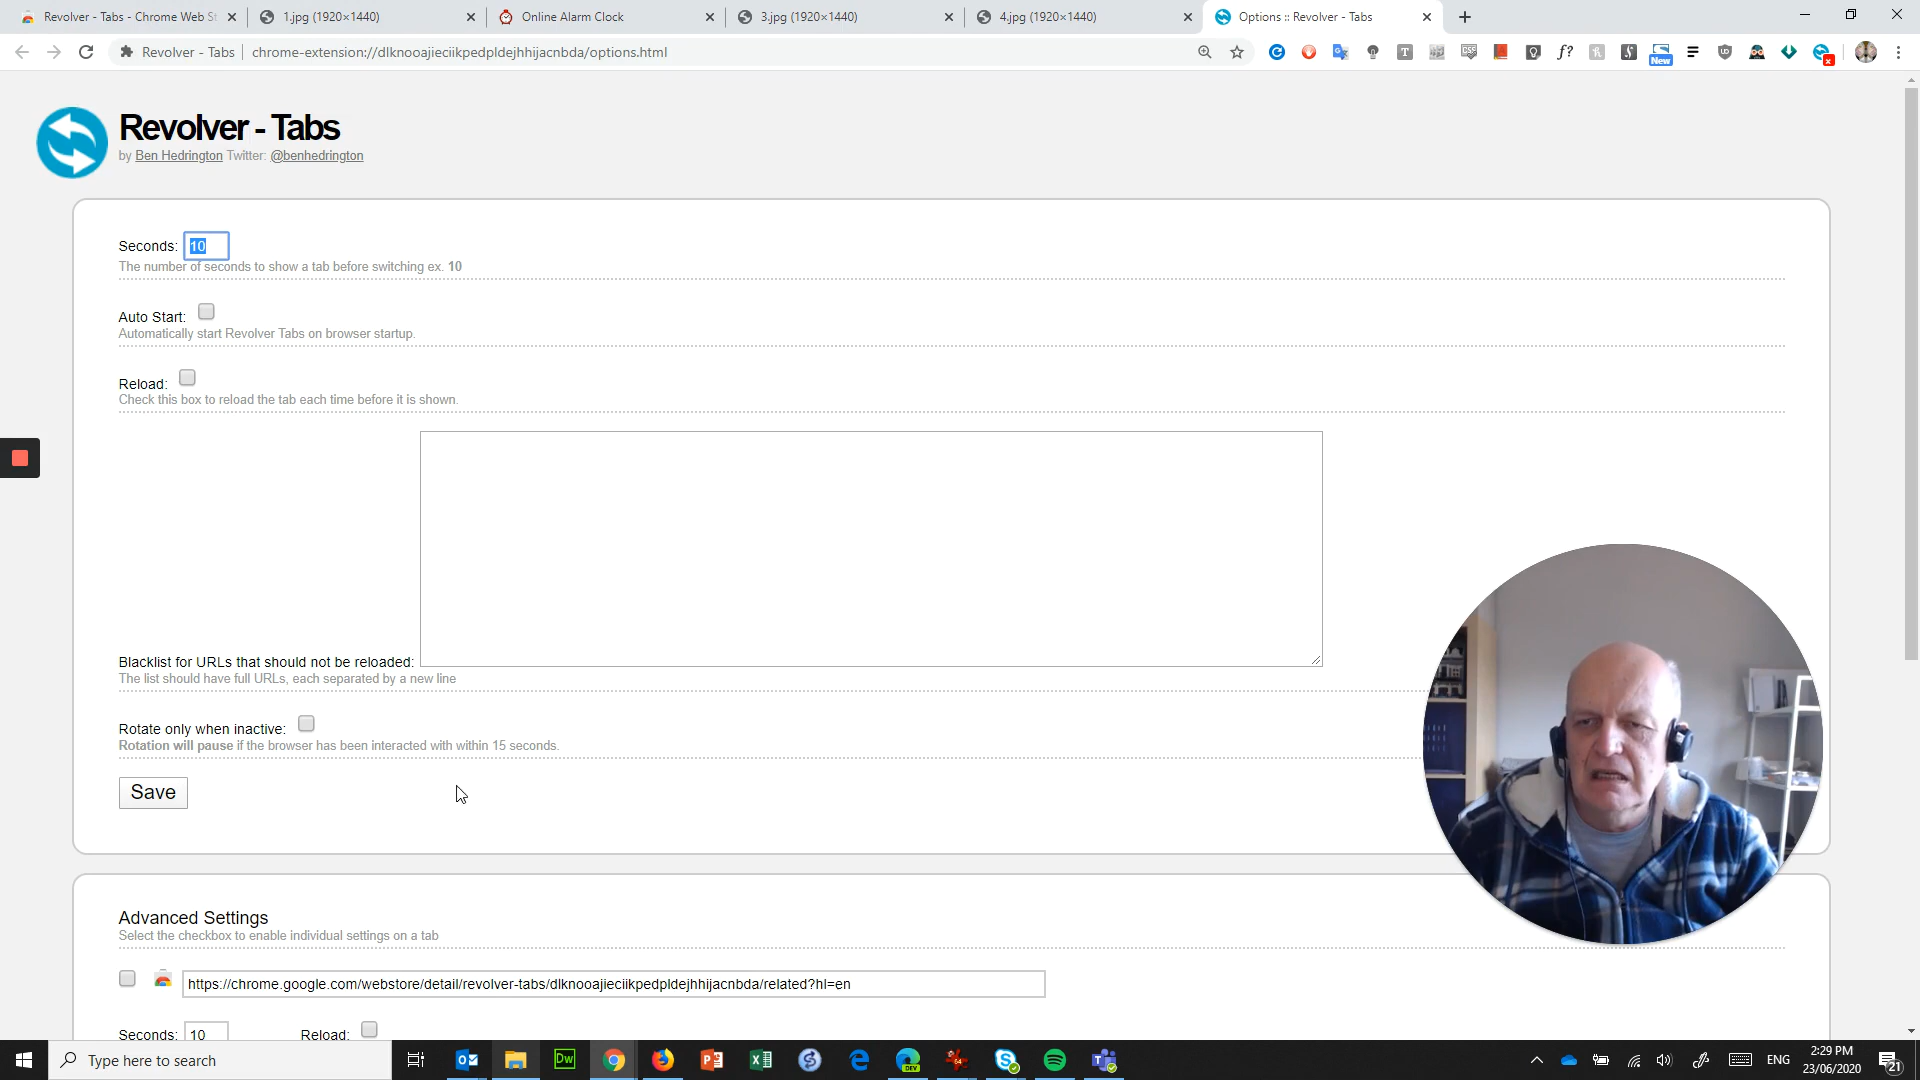 Revolver - Tabs - Chrome Web St
1.jpg (1920×1440)
Online Alarm Clock
3.jpg (1920×1440)
4.jpg (1920×1440)
Options :: Revolver - Tabs
Revolver - Tabs
chrome-extension://dlknooajieciikpedpldejhhijacnbda/options.html
New
Revolver - Tabs
by Ben Hedrington Twitter: @benhedrington
Seconds: 10
The number of seconds to show a tab before switching ex. 10
Auto Start:
Automatically start Revolver Tabs on browser startup.
Reload:
Check this box to reload the tab each time before it is shown.
Blacklist for URLs that should not be reloaded:
The list should have full URLs, each separated by a new line
Rotate only when inactive:
Rotation will pause if the browser has been interacted with within 15 seconds.
Save
Advanced Settings
Select the checkbox to enable individual settings on a tab
https://chrome.google.com/webstore/detail/revolver-tabs/dlknooajieciikpedpldejhhijacnbda/related?hl=en
Seconds: 10 Reload:
Type here to search
Dw
DEV
ENG
2:29 PM
23/06/2020
21